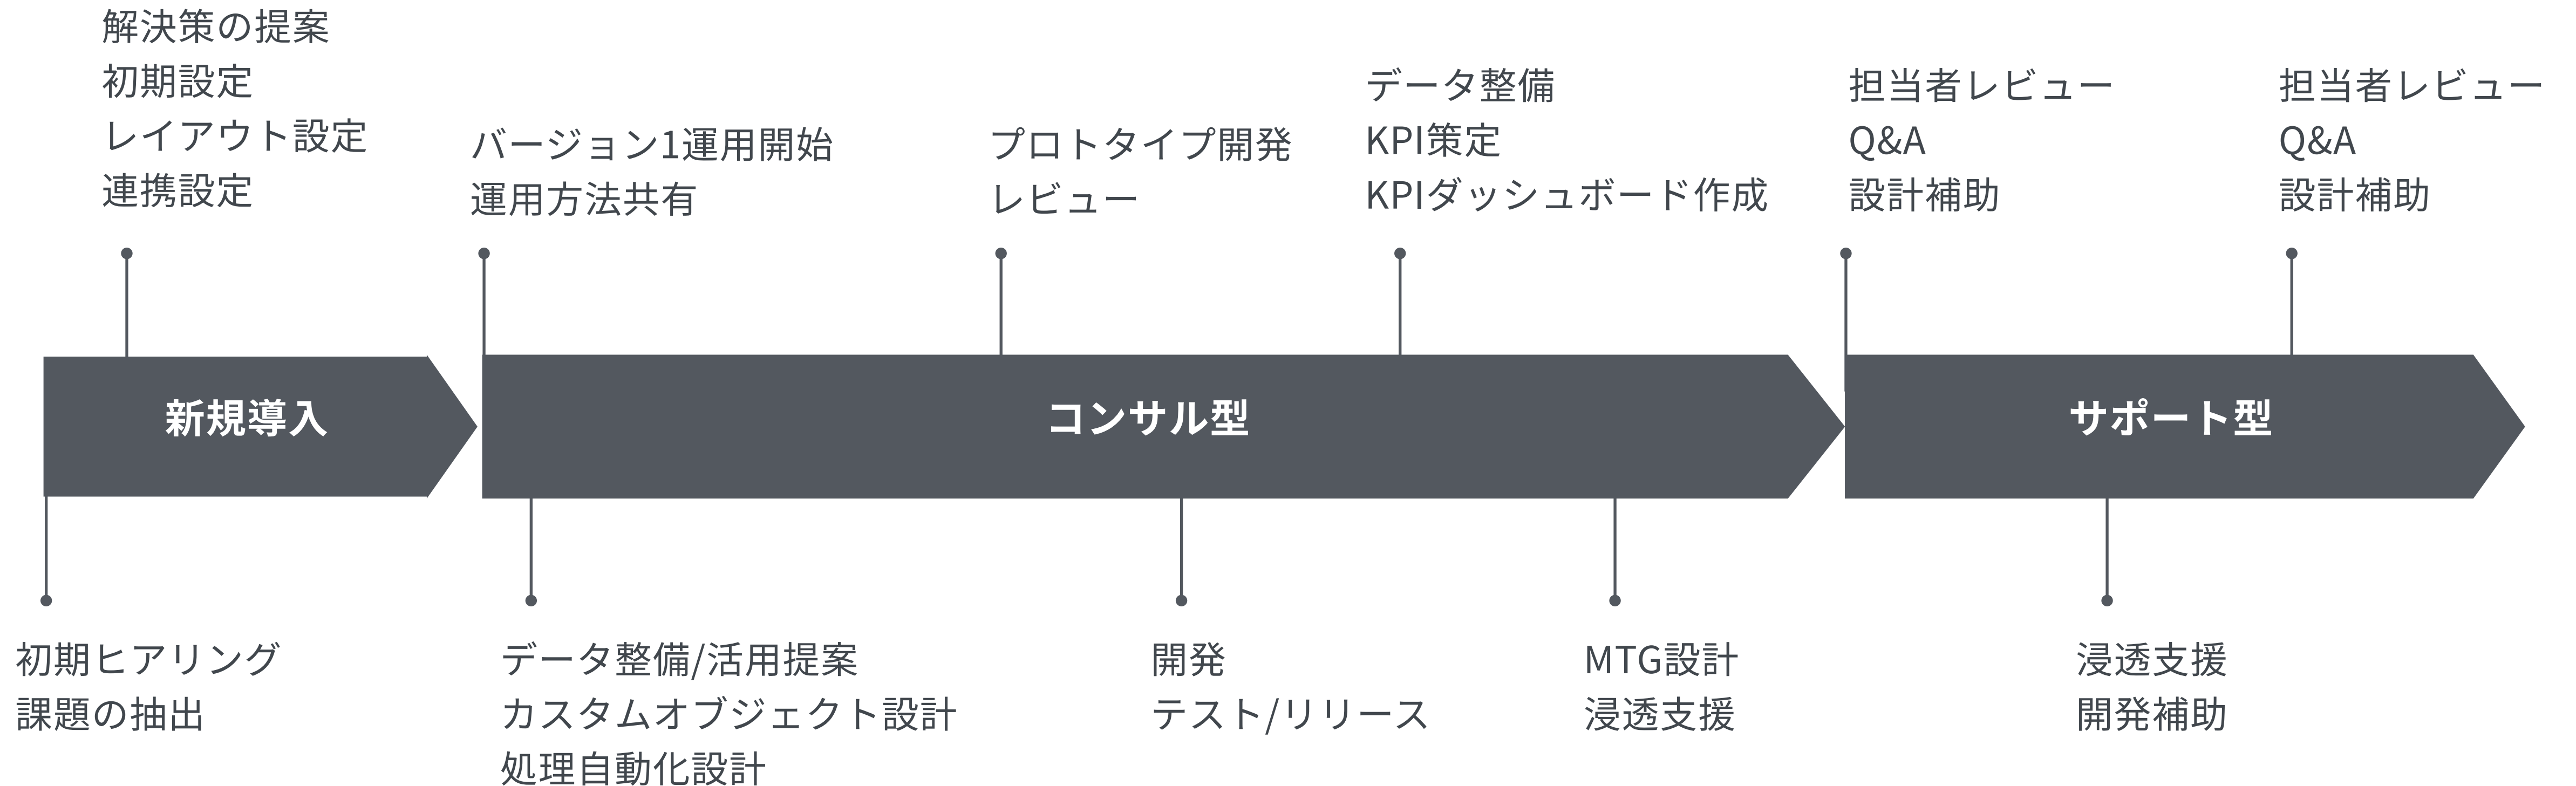 解決策の提案
初期設定
レイアウト設定
連携設定
バージョン1運用開始
運用方法共有
プロトタイプ開発
レビュー
データ整備
KPI策定
KPIダッシュボード作成
担当者レビュー
Q&A
設計補助
担当者レビュー
Q&A
設計補助
新規導入
コンサル型
サポート型
初期ヒアリング
課題の抽出
データ整備/活用提案
カスタムオブジェクト設計
処理自動化設計
開発
テスト/リリース
MTG設計
浸透支援
浸透支援
開発補助